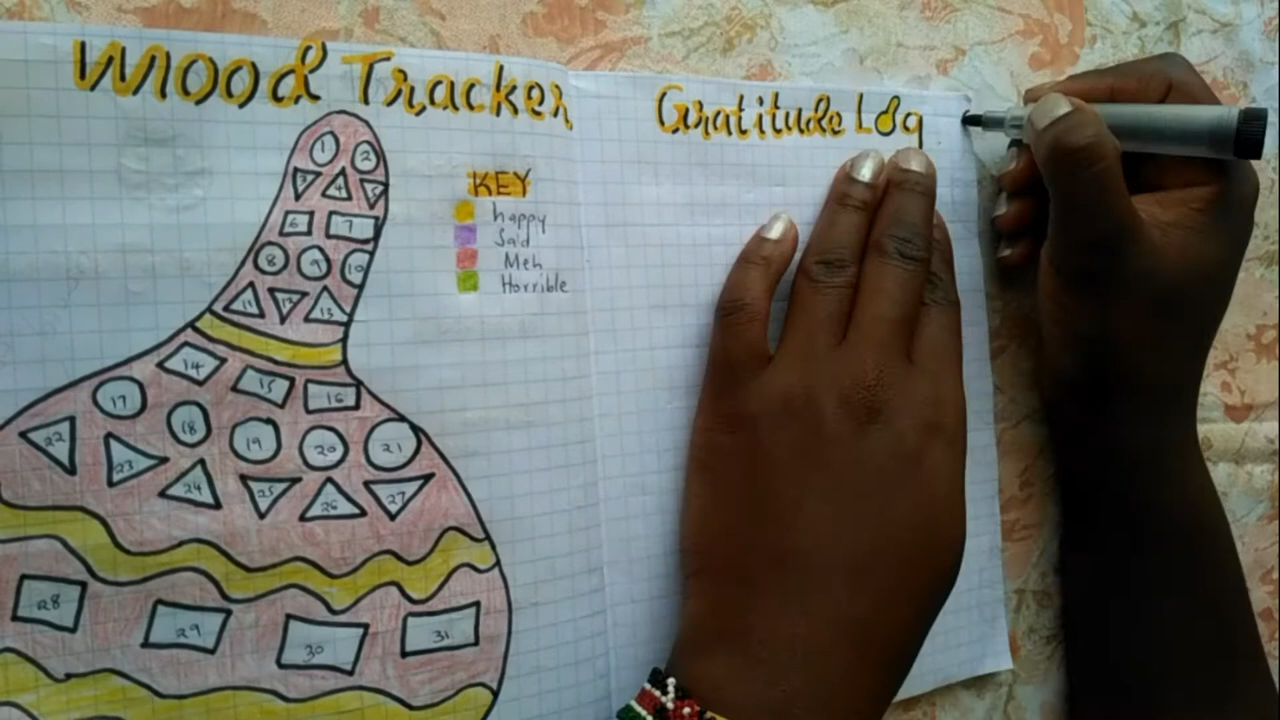 Mood Tracker
1 2
3 4 5
6 7
8 9 10
11 12 13
14 15 16
17 18 19 20 21
22 23 24 25 26 27
28 29 30 31
KEY
happy
Sad
Meh
Horrible
Gratitude Log